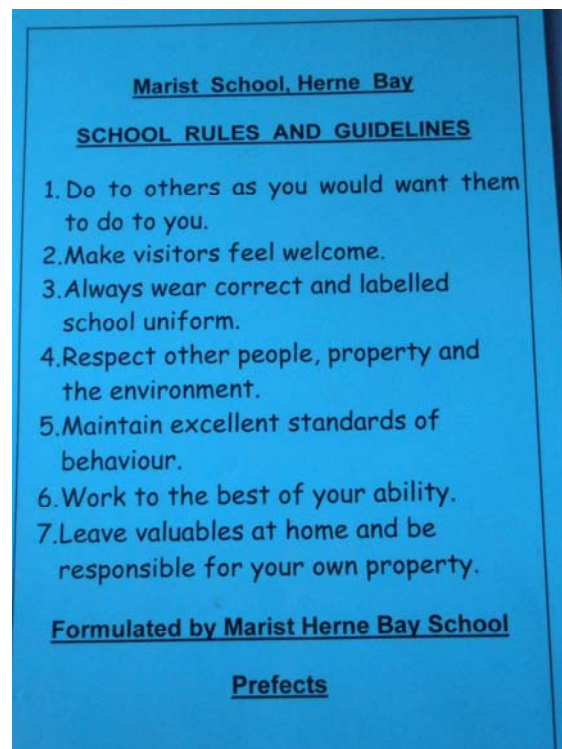 Marist School, Herne Bay
SCHOOL RULES AND GUIDELINES
1. Do to others as you would want them
to do to you.
2.Make visitors feel welcome.
3.Always wear correct and labelled
school uniform.
4.Respect other people, property and
the environment.
5.Maintain excellent standards of
behaviour.
6.Work to the best of your ability.
7.Leave valuables at home and be
responsible for your own property.
Formulated by Marist Herne Bay School
Prefects